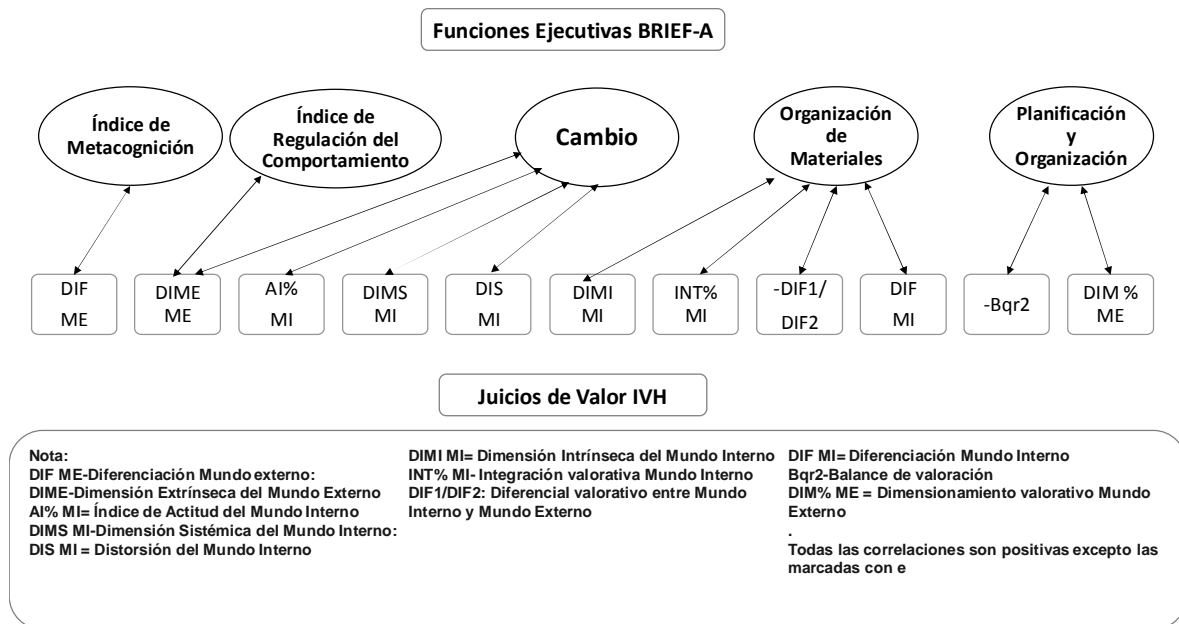 Funciones Ejecutivas BRIEF-A
Índice de
Metacognición
Índice de
Regulación del
Comportamiento
Cambio
Organización
de
Materiales
Planificación
y
Organización
DIF
ME
DIME
ME
AI%
MI
DIMS
MI
DIS
MI
DIMI
MI
INT%
MI
-DIF1/
DIF2
DIF
MI
-Bqr2
DIM %
ME
Juicios de Valor IVH
Nota:
DIF ME-Diferenciación Mundo externo:
DIME-Dimensión Extrínseca del Mundo Externo
AI% MI= Índice de Actitud del Mundo Interno
DIMS MI-Dimensión Sistémica del Mundo Interno:
DIS MI = Distorsión del Mundo Interno
DIMI MI= Dimensión Intrínseca del Mundo Interno
INT% MI- Integración valorativa Mundo Interno
DIF1/DIF2: Diferencial valorativo entre Mundo
Interno y Mundo Externo
DIF MI= Diferenciación Mundo Interno
Bqr2-Balance de valoración
DIM% ME = Dimensionamiento valorativo Mundo
Externo
.
Todas las correlaciones son positivas excepto las
marcadas con e